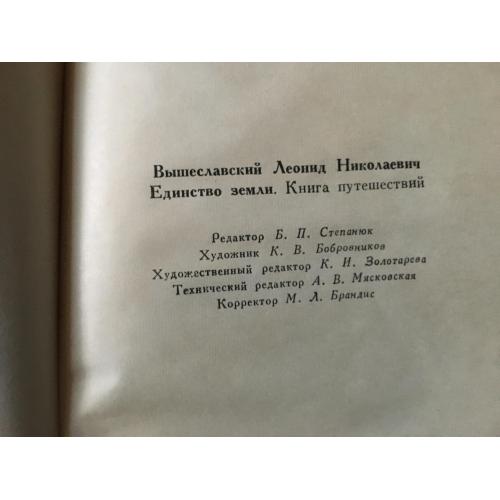 Вышеславский Леонид Николаевич
Единство земли. Книга путешествий
Редактор Б. П. Степанюк
Художник К. В. Бобровников
Художественный редактор К. И. Золотарева
Технический редактор А. В. Мясковская
Корректор М. Л. Брандис